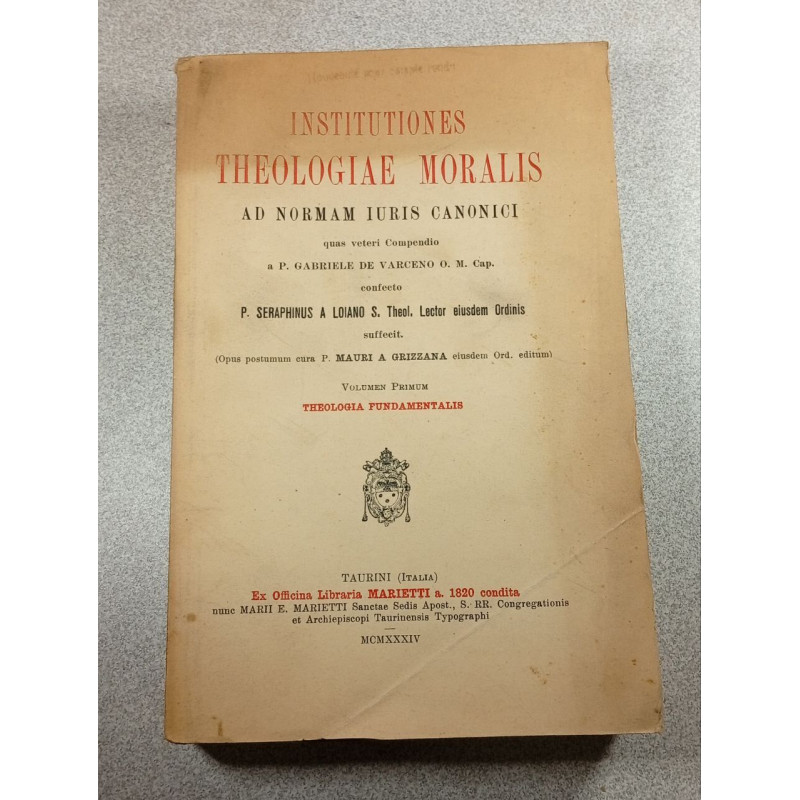 INSTITUTIONES
THEOLOGIAE MORALIS
AD NORMAM IURIS CANONICI
quas veteri Compendio
a P. GABRIELE DE VARCENO O. M. Cap.
confecto
P. SERAPHINUS A LOIANO S. Theol. Lector eiusdem Ordinis
suffecit.
(Opus postumum cura P. MAURI A GRIZZANA eiusdem Ord. editum)
VOLUMEN PRIMUM
THEOLOGIA FUNDAMENTALIS
TAURINI (ITALIA)
Ex Officina Libraria MARIETTI a. 1820 condita
nunc MARII E. MARIETTI Sanctae Sedis Apost., S. RR. Congregationis
et Archiepiscopi Taurinensis Typographi
MCMXXXIV